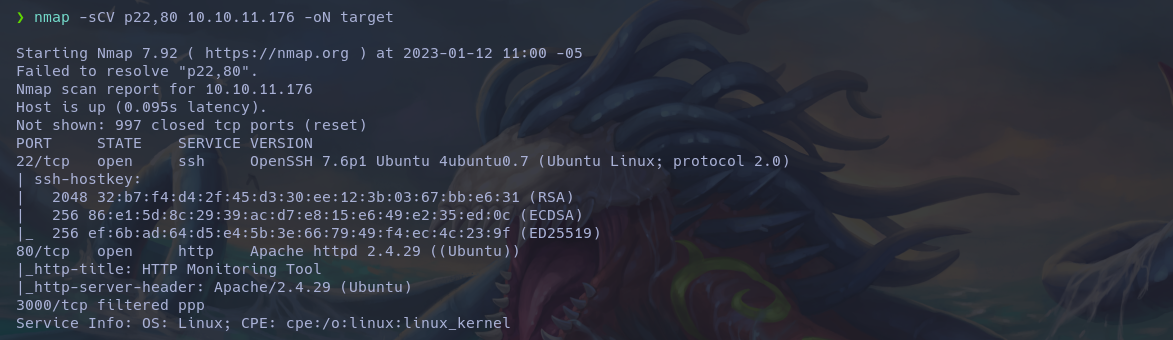 ❯ nmap -sCV p22,80 10.10.11.176 -oN target
Starting Nmap 7.92 ( https://nmap.org ) at 2023-01-12 11:00 -05
Failed to resolve "p22,80".
Nmap scan report for 10.10.11.176
Host is up (0.095s latency).
Not shown: 997 closed tcp ports (reset)
PORT     STATE    SERVICE VERSION
22/tcp   open     ssh     OpenSSH 7.6p1 Ubuntu 4ubuntu0.7 (Ubuntu Linux; protocol 2.0)
| ssh-hostkey:
|   2048 32:b7:f4:d4:2f:45:d3:30:ee:12:3b:03:67:bb:e6:31 (RSA)
|   256 86:e1:5d:8c:29:39:ac:d7:e8:15:e6:49:e2:35:ed:0c (ECDSA)
|_  256 ef:6b:ad:64:d5:e4:5b:3e:66:79:49:f4:ec:4c:23:9f (ED25519)
80/tcp   open     http    Apache httpd 2.4.29 ((Ubuntu))
|_http-title: HTTP Monitoring Tool
|_http-server-header: Apache/2.4.29 (Ubuntu)
3000/tcp filtered ppp
Service Info: OS: Linux; CPE: cpe:/o:linux:linux_kernel